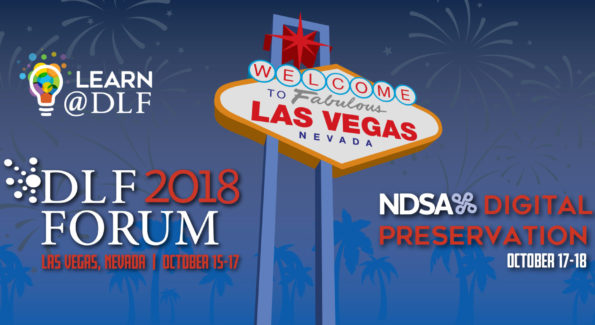 LEARN
@DLF
WELCOME
TO Fabulous
LAS VEGAS
NEVADA
DLF 2018
FORUM
LAS VEGAS, NEVADA | OCTOBER 15-17
NDSA DIGITAL
PRESERVATION
OCTOBER 17-18